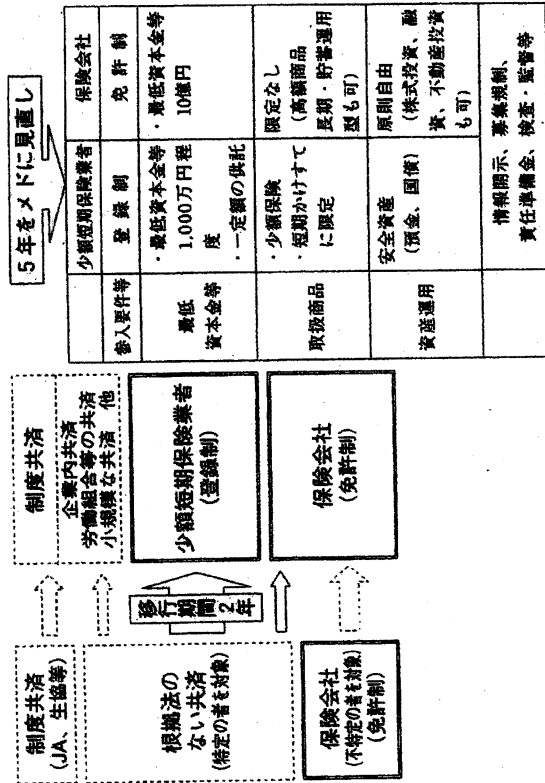 制度共済
(JA、生協等)
根拠法の
ない共済
(特定の者を対象)
保険会社
(不特定の者を対象)
(免許制)
移行期間
2年
制度共済
企業内共済
労働組合等の共済
小規模な共済 他
少額短期保険業者
(登録制)
保険会社
(免許制)
5年をメドに見直し
少額短期保険業者
保険会社
参入要件等
登録制
免許制
最低
資本金等
・最低資本金等
1,000万円程
度
・一定額の供託
・最低資本金等
10億円
取扱商品
・少額保険
・短期かけすて
に限定
限定なし
(高額商品
長期・貯蓄運用
型も可)
資産運用
安全資産
(預金、国債)
原則自由
(株式投資、融
資、不動産投資
も可)
情報開示、募集規制、
責任準備金、検査・監督等